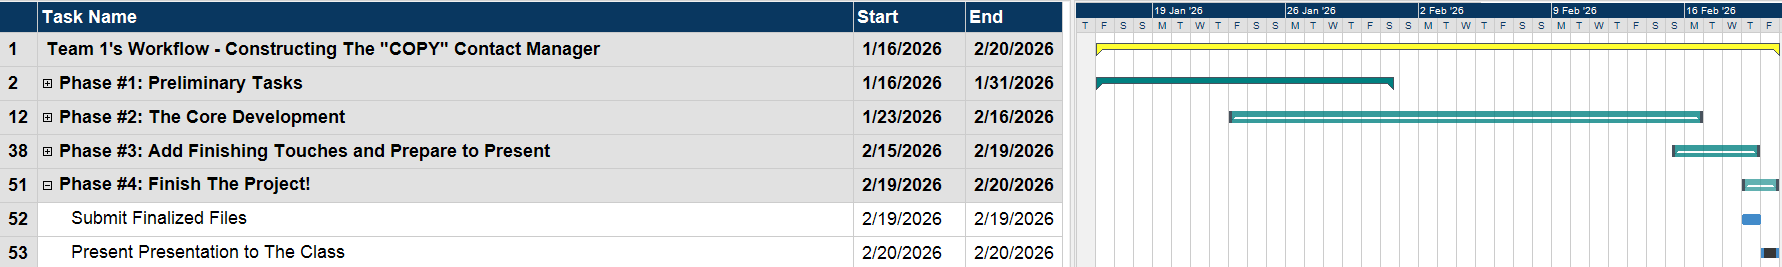 Task Name Start End 19 Jan '26 26 Jan '26 2 Feb '26 9 Feb '26 16 Feb '26
T F S S M T W T F S S M T W T F S S M T W T F S S M T W T F S S M T W T F
1 Team 1's Workflow - Constructing The "COPY" Contact Manager 1/16/2026 2/20/2026
2 Phase #1: Preliminary Tasks 1/16/2026 1/31/2026
12 Phase #2: The Core Development 1/23/2026 2/16/2026
38 Phase #3: Add Finishing Touches and Prepare to Present 2/15/2026 2/19/2026
51 Phase #4: Finish The Project! 2/19/2026 2/20/2026
52 Submit Finalized Files 2/19/2026 2/19/2026
53 Present Presentation to The Class 2/20/2026 2/20/2026